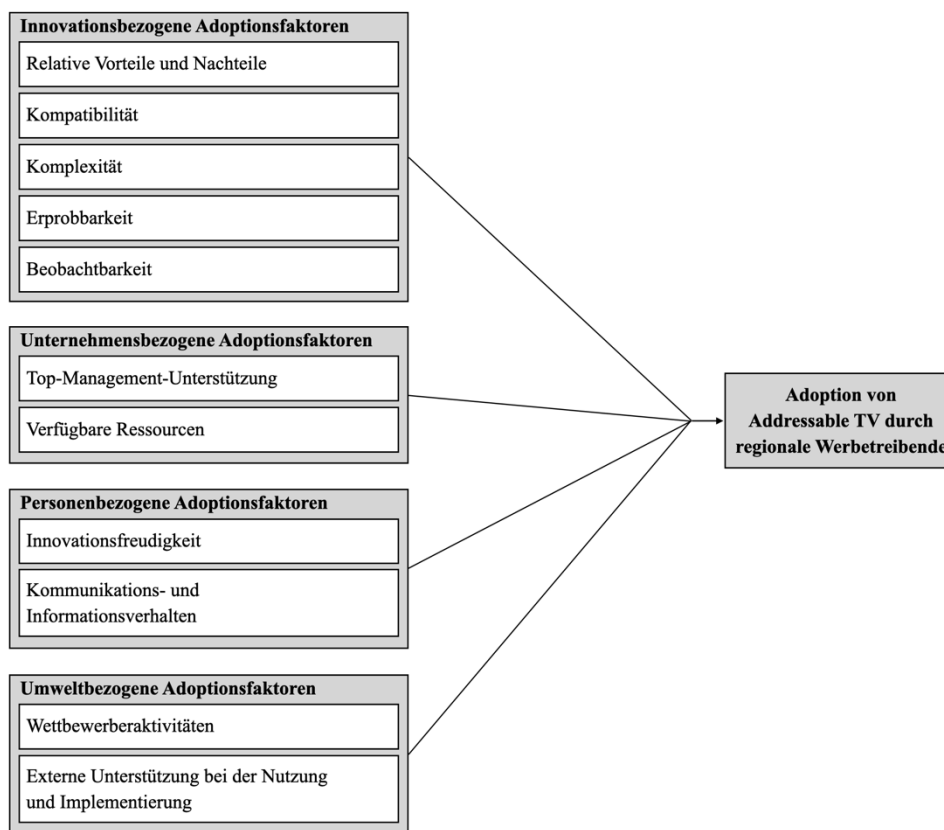 Innovationsbezogene Adoptionsfaktoren
Relative Vorteile und Nachteile
Kompatibilität
Komplexität
Erprobbarkeit
Beobachtbarkeit
Unternehmensbezogene Adoptionsfaktoren
Top-Management-Unterstützung
Verfügbare Ressourcen
Personenbezogene Adoptionsfaktoren
Innovationsfreudigkeit
Kommunikations- und
Informationsverhalten
Umweltbezogene Adoptionsfaktoren
Wettbewerberaktivitäten
Externe Unterstützung bei der Nutzung
und Implementierung
Adoption von
Addressable TV durch
regionale Werbetreibende